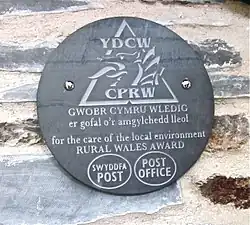 YDCW
CPRW
GWOBR CYMRU WLEDIG
er gofal o'r amgylchedd lleol
for the care of the local environment
RURAL WALES AWARD
SWYDDFA POST
POST OFFICE